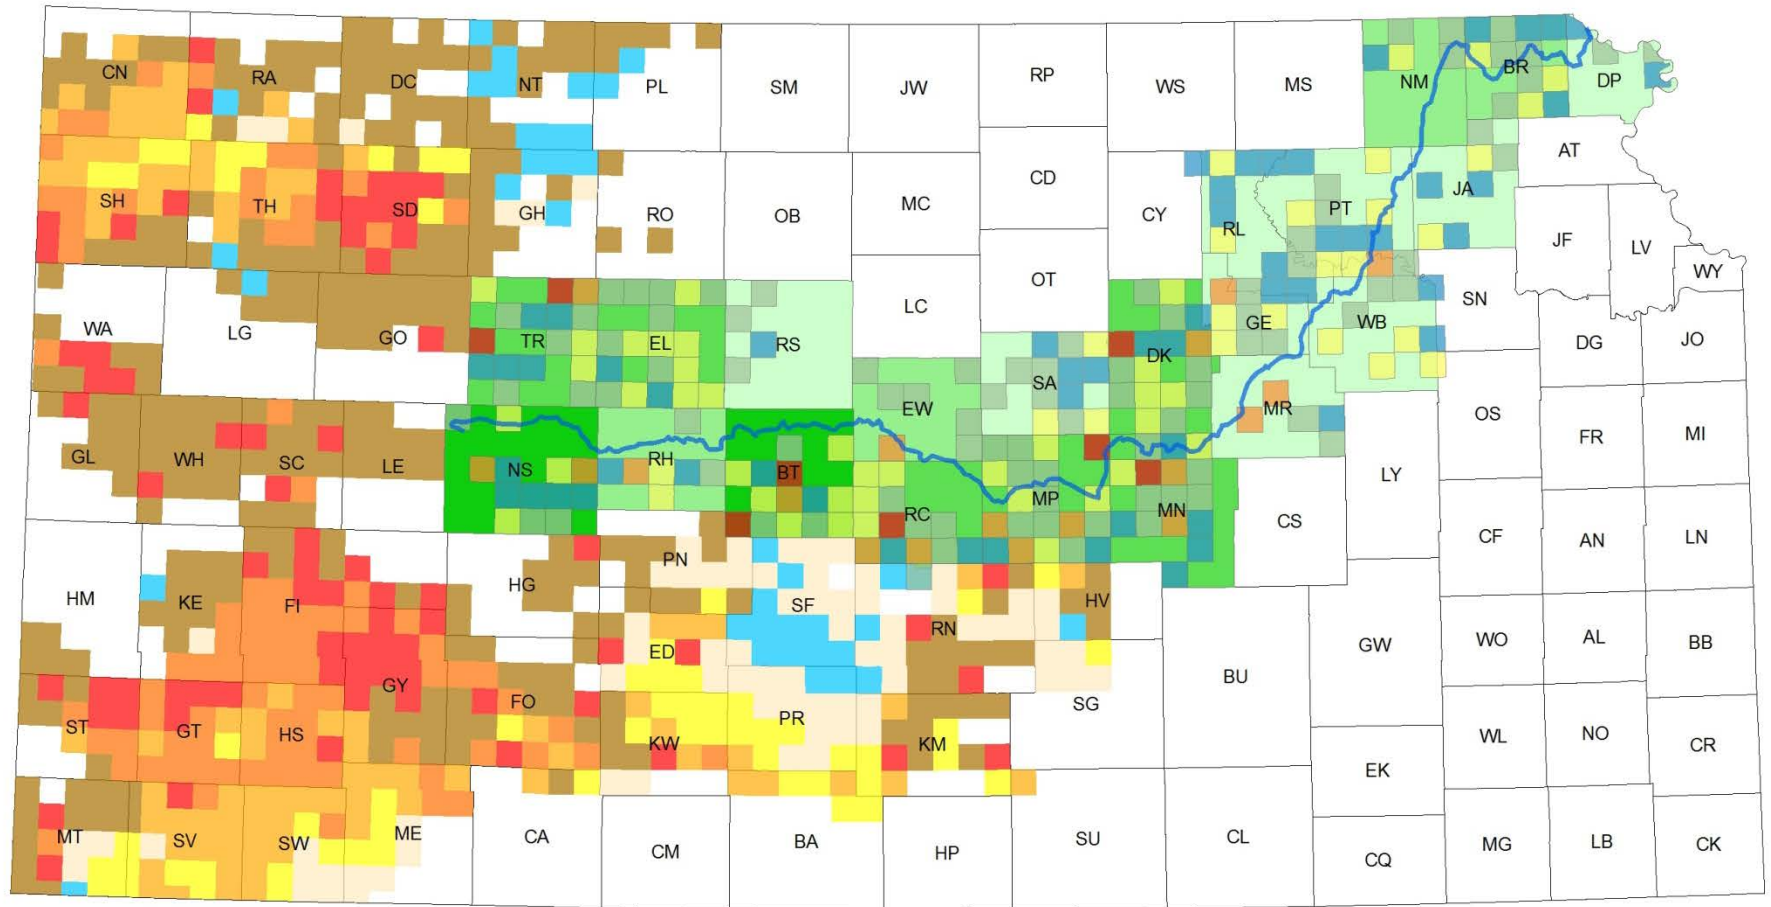 CN RA DC NT PL SM JW RP WS MS NM BR DP
SH TH SD GH RO OB MC CD CY RL PT JA AT
JF LV WY
WA LG GO TR EL RS LC OT SA DK GE WB SN DG JO
GL WH SC LE NS RH BT EW RC MP MN MR CS LY OS FR MI
HM KE FI HG PN SF RN HV BU GW CF AN LN
ED WO AL BB
ST GT HS GY FO KW PR KM SG EK WL NO CR
MT SV SW ME CA CM BA HP SU CL CQ MG LB CK